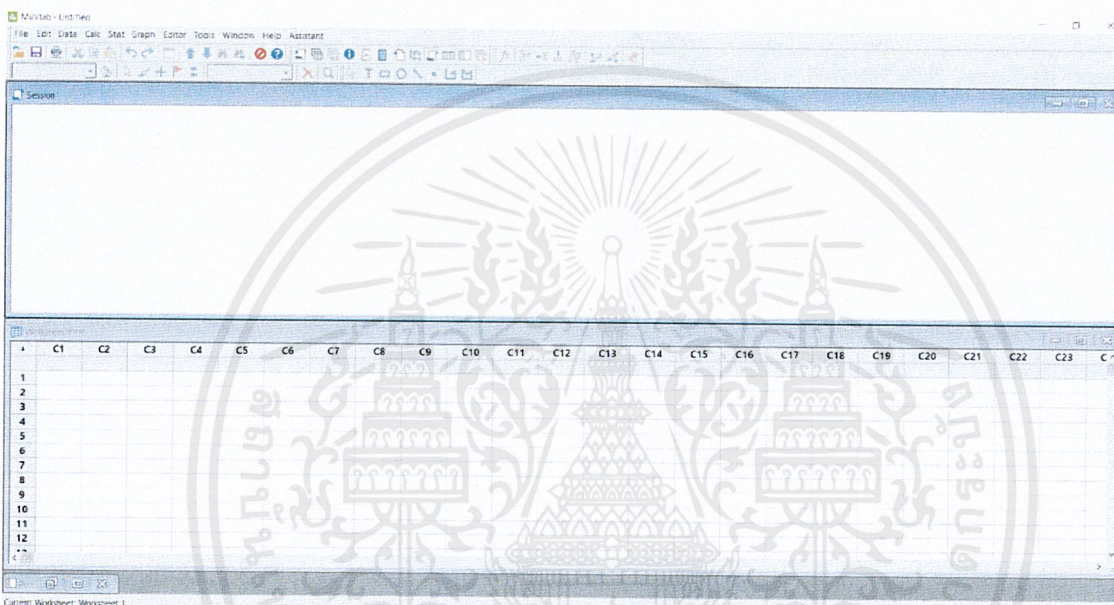 Minitab - Untitled
File Edit Data Calc Stat Graph Editor Tools Window Help Assistant
Session
C1 C2 C3 C4 C5 C6 C7 C8 C9 C10 C11 C12 C13 C14 C15 C16 C17 C18 C19 C20 C21 C22 C23 C
1
2
3
4
5
6
7
8
9
10
11
12
Current Worksheet: Worksheet 1